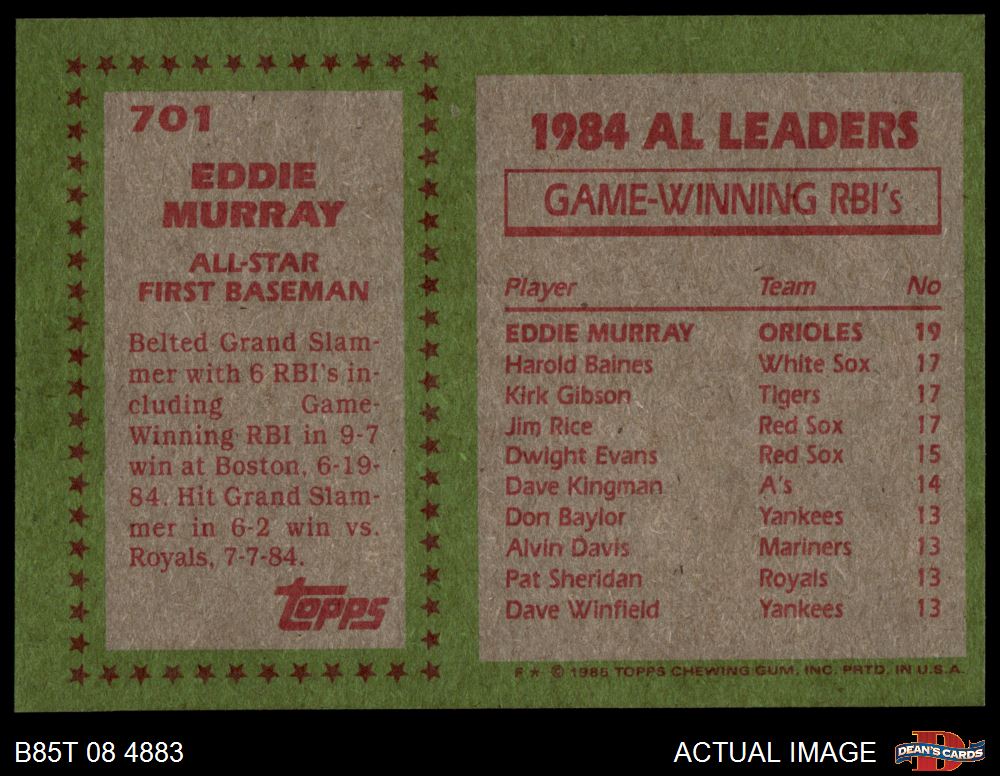 701
EDDIE
MURRAY
ALL-STAR
FIRST BASEMAN
Belted Grand Slam-
mer with 6 RBI's in-
cluding Game-
Winning RBI in 9-7
win at Boston, 6-19-
84. Hit Grand Slam-
mer in 6-2 win vs.
Royals, 7-7-84.
topps
1984 AL LEADERS
GAME-WINNING RBI's
Player Team No
EDDIE MURRAY ORIOLES 19
Harold Baines White Sox 17
Kirk Gibson Tigers 17
Jim Rice Red Sox 17
Dwight Evans Red Sox 15
Dave Kingman A's 14
Don Baylor Yankees 13
Alvin Davis Mariners 13
Pat Sheridan Royals 13
Dave Winfield Yankees 13
F * © 1985 TOPPS CHEWING GUM, INC. PRTD. IN U.S.A.
B85T 08 4883
ACTUAL IMAGE
D
DEAN'S CARDS